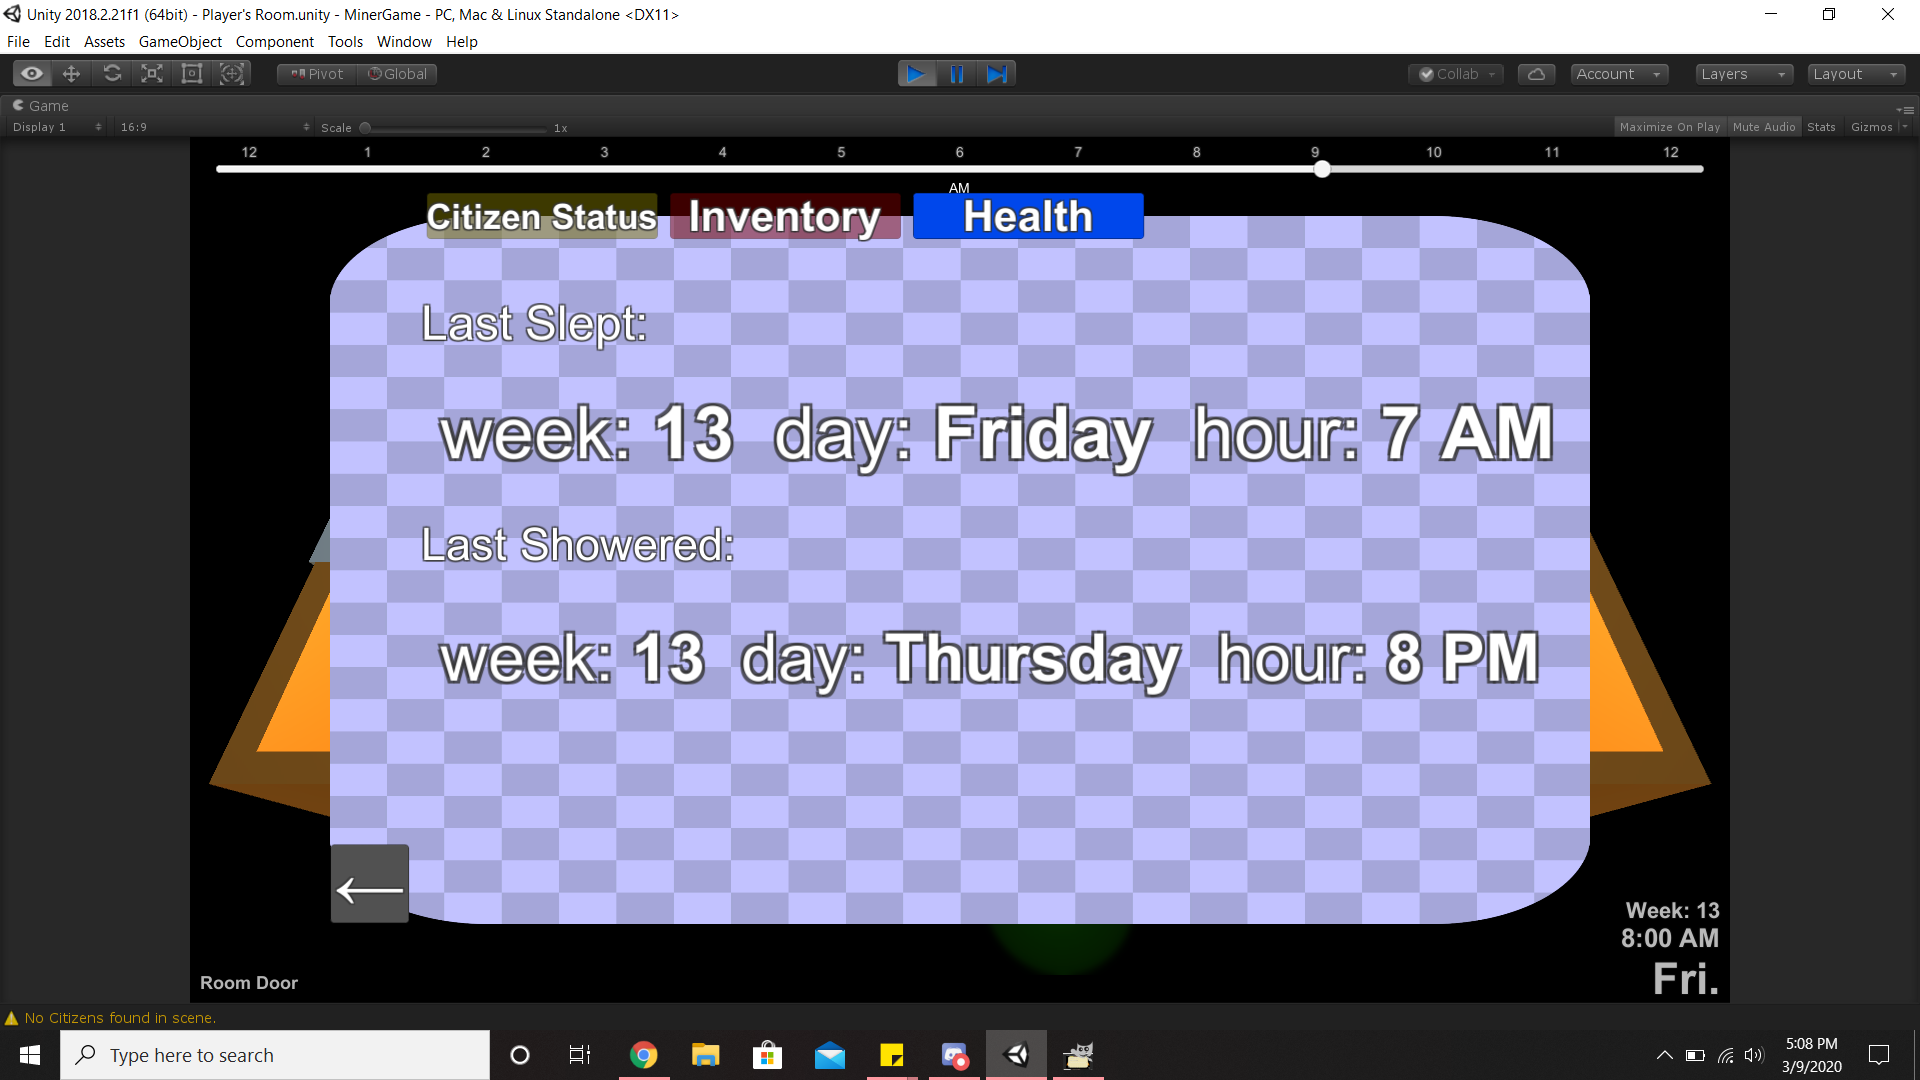 Unity 2018.2.21f1 (64bit) - Player's Room.unity - MinerGame - PC, Mac & Linux Standalone <DX11>
File Edit Assets GameObject Component Tools Window Help
Pivot Global Collab Account Layers Layout
Game
Display 1 16:9 Scale 1x Maximize On Play Mute Audio Stats Gizmos
12 1 2 3 4 5 6 7 8 9 10 11 12
AM
Citizen Status Inventory Health
Last Slept:
week: 13 day: Friday hour: 7 AM
Last Showered:
week: 13 day: Thursday hour: 8 PM
Week: 13
8:00 AM
Fri.
Room Door
No Citizens found in scene.
Type here to search
5:08 PM
3/9/2020